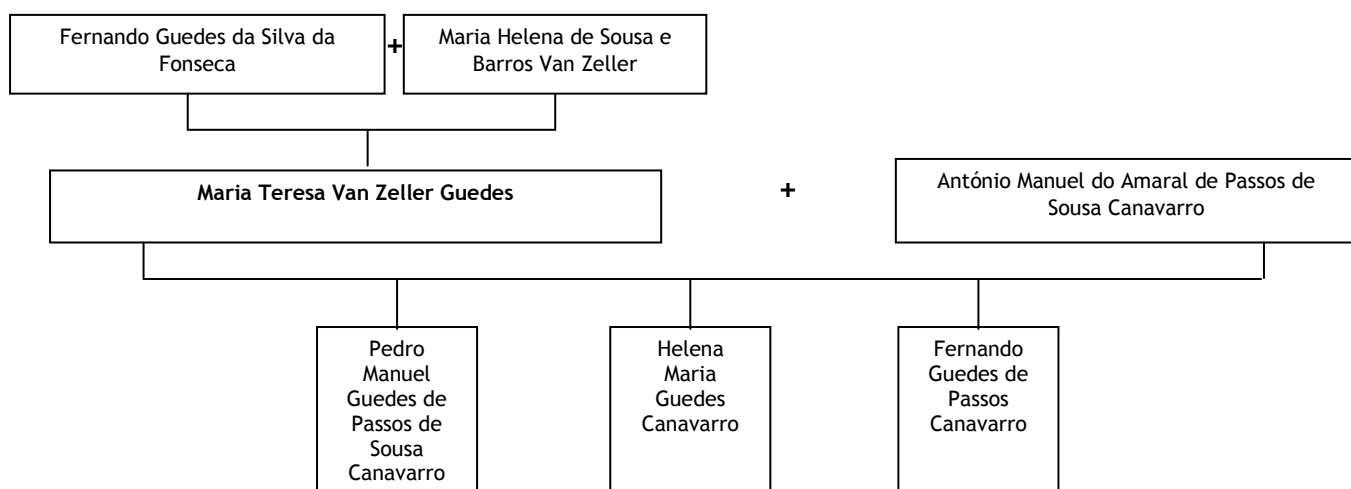 Fernando Guedes da Silva da
Fonseca
+
Maria Helena de Sousa e
Barros Van Zeller
Maria Teresa Van Zeller Guedes
+
António Manuel do Amaral de Passos de
Sousa Canavarro
Pedro
Manuel
Guedes de
Passos de
Sousa
Canavarro
Helena
Maria
Guedes
Canavarro
Fernando
Guedes de
Passos
Canavarro